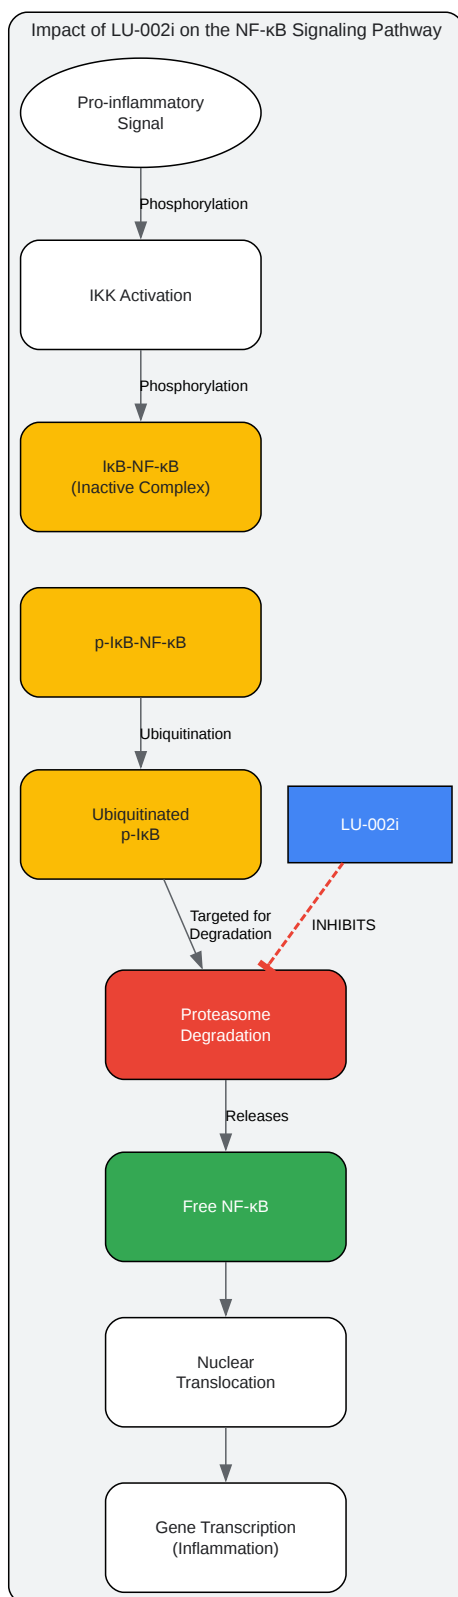 Impact of LU-002i on the NF-κB Signaling Pathway
Pro-inflammatory
Signal
Phosphorylation
IKK Activation
Phosphorylation
IκB-NF-κB
(Inactive Complex)
p-IκB-NF-κB
Ubiquitination
Ubiquitinated
p-IκB
LU-002i
Targeted for
Degradation
INHIBITS
Proteasome
Degradation
Releases
Free NF-κB
Nuclear
Translocation
Gene Transcription
(Inflammation)